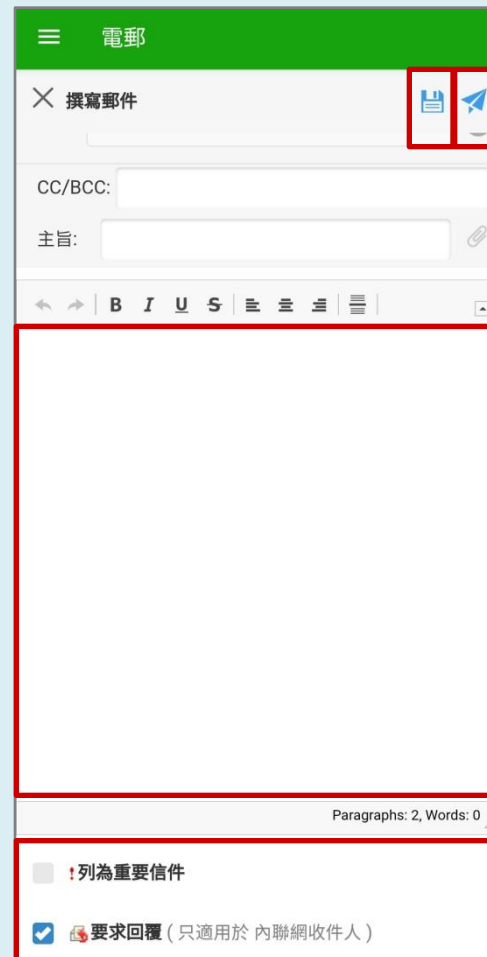 電郵
撰寫郵件
CC/BCC:
主旨:
B I U S
Paragraphs: 2, Words: 0
!列為重要信件
要求回覆 ( 只適用於 內聯網收件人 )